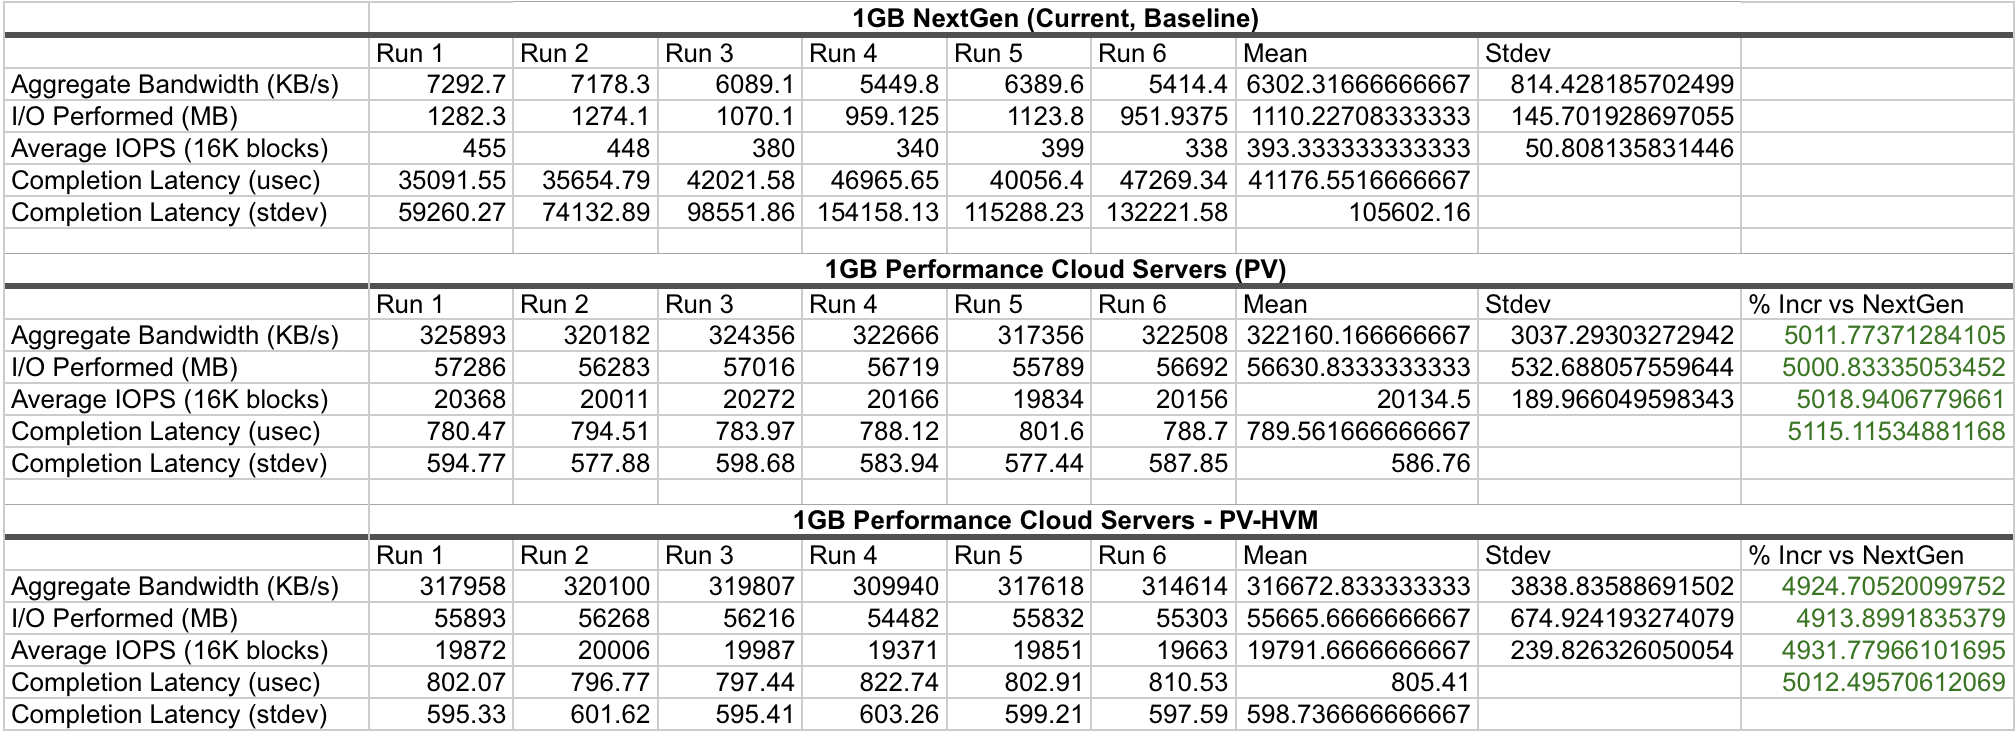 1GB NextGen (Current, Baseline)
Run 1 Run 2 Run 3 Run 4 Run 5 Run 6 Mean Stdev
Aggregate Bandwidth (KB/s) 7292.7 7178.3 6089.1 5449.8 6389.6 5414.4 6302.31666666667 814.428185702499
I/O Performed (MB) 1282.3 1274.1 1070.1 959.125 1123.8 951.9375 1110.22708333333 145.701928697055
Average IOPS (16K blocks) 455 448 380 340 399 338 393.333333333333 50.808135831446
Completion Latency (usec) 35091.55 35654.79 42021.58 46965.65 40056.4 47269.34 41176.5516666667
Completion Latency (stdev) 59260.27 74132.89 98551.86 154158.13 115288.23 132221.58 105602.16
1GB Performance Cloud Servers (PV)
Run 1 Run 2 Run 3 Run 4 Run 5 Run 6 Mean Stdev % Incr vs NextGen
Aggregate Bandwidth (KB/s) 325893 320182 324356 322666 317356 322508 322160.166666667 3037.29303272942 5011.77371284105
I/O Performed (MB) 57286 56283 57016 56719 55789 56692 56630.8333333333 532.688057559644 5000.83335053452
Average IOPS (16K blocks) 20368 20011 20272 20166 19834 20156 20134.5 189.966049598343 5018.9406779661
Completion Latency (usec) 780.47 794.51 783.97 788.12 801.6 788.7 789.561666666667 5115.11534881168
Completion Latency (stdev) 594.77 577.88 598.68 583.94 577.44 587.85 586.76
1GB Performance Cloud Servers - PV-HVM
Run 1 Run 2 Run 3 Run 4 Run 5 Run 6 Mean Stdev % Incr vs NextGen
Aggregate Bandwidth (KB/s) 317958 320100 319807 309940 317618 314614 316672.833333333 3838.83588691502 4924.70520099752
I/O Performed (MB) 55893 56268 56216 54482 55832 55303 55665.6666666667 674.924193274079 4913.8991835379
Average IOPS (16K blocks) 19872 20006 19987 19371 19851 19663 19791.6666666667 239.826326050054 4931.77966101695
Completion Latency (usec) 802.07 796.77 797.44 822.74 802.91 810.53 805.41 5012.49570612069
Completion Latency (stdev) 595.33 601.62 595.41 603.26 599.21 597.59 598.736666666667